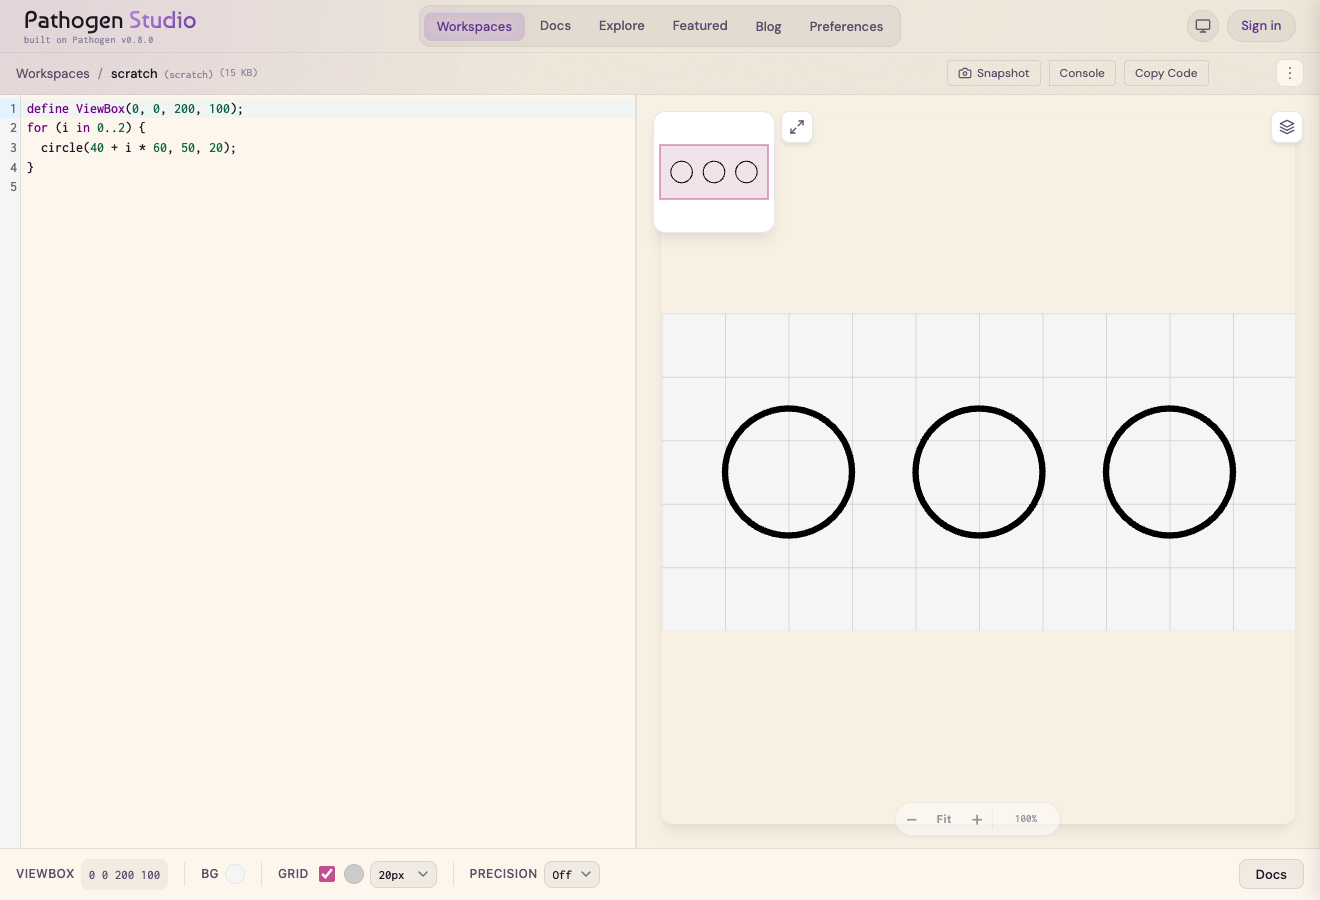 Pathogen Studio
built on Pathogen v0.8.0
Workspaces
Docs
Explore
Featured
Blog
Preferences
Sign in
Workspaces / scratch (scratch) (15 KB)
Snapshot
Console
Copy Code
1 define ViewBox(0, 0, 200, 100);
2 for (i in 0..2) {
3 circle(40 + i * 60, 50, 20);
4 }
5
− Fit + 100%
VIEWBOX 0 0 200 100
BG
GRID 20px
PRECISION Off
Docs